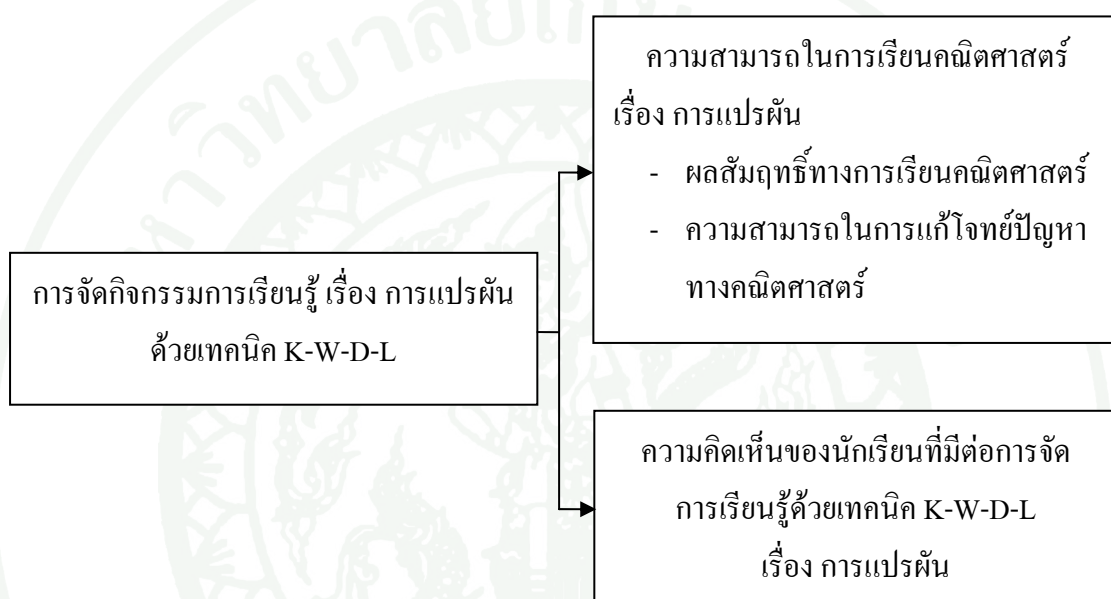 ความสามารถในการเรียนคณิตศาสตร์
เรื่อง การแปรผัน
- ผลสัมฤทธิ์ทางการเรียนคณิตศาสตร์
- ความสามารถในการแก้โจทย์ปัญหา
ทางคณิตศาสตร์
การจัดกิจกรรมการเรียนรู้ เรื่อง การแปรผัน
ด้วยเทคนิค K-W-D-L
ความคิดเห็นของนักเรียนที่มีต่อการจัด
การเรียนรู้ด้วยเทคนิค K-W-D-L
เรื่อง การแปรผัน